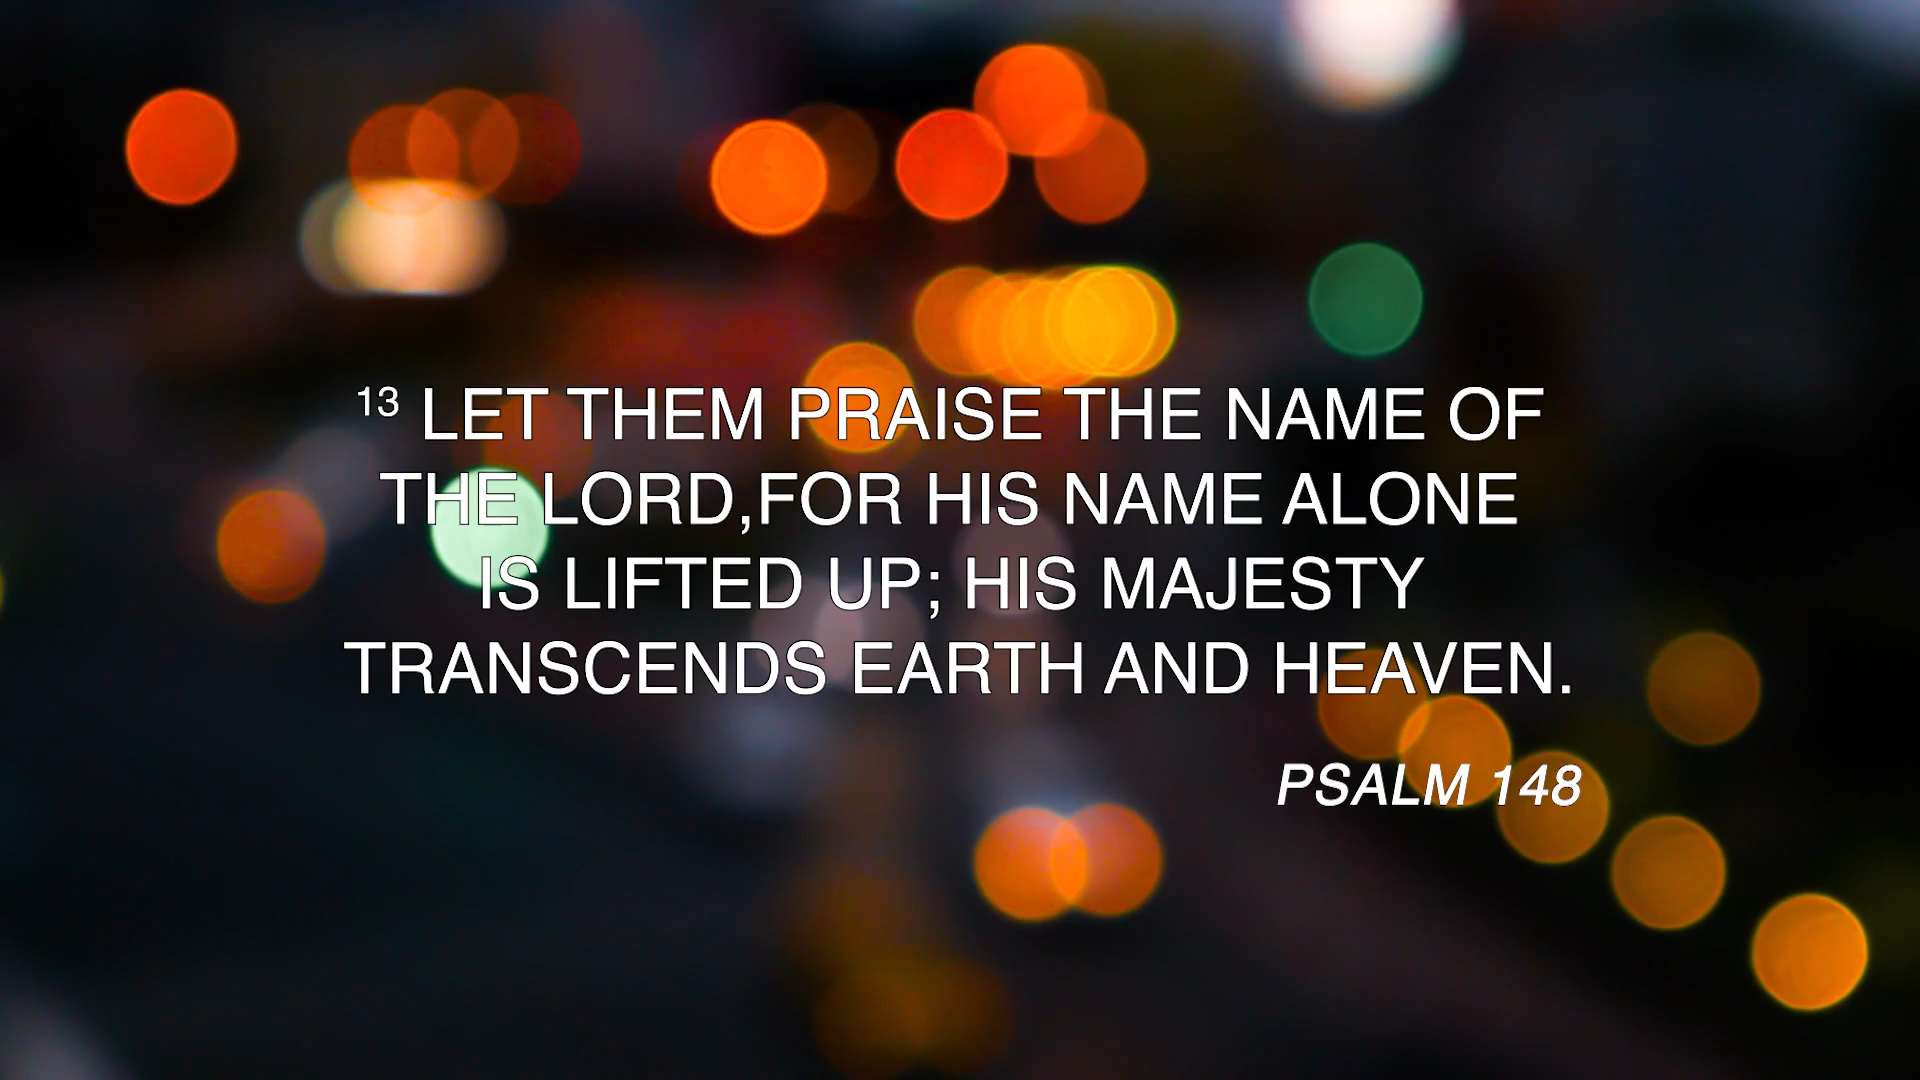 13 LET THEM PRAISE THE NAME OF
THE LORD,FOR HIS NAME ALONE
IS LIFTED UP; HIS MAJESTY
TRANSCENDS EARTH AND HEAVEN.
PSALM 148